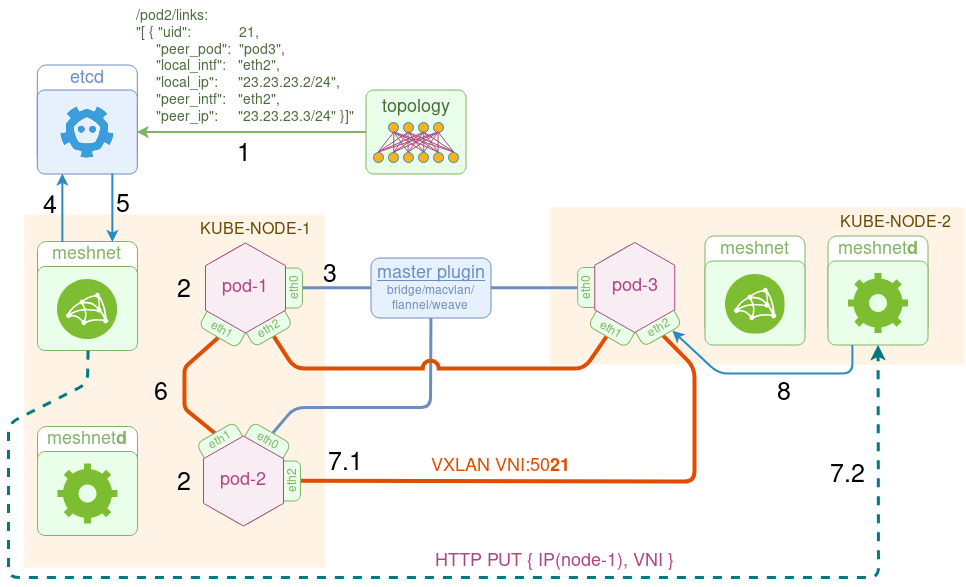 /pod2/links:
"[ { "uid": 21,
"peer_pod": "pod3",
"local_intf": "eth2",
"local_ip": "23.23.23.2/24",
"peer_intf": "eth2",
"peer_ip": "23.23.23.3/24" }]"
etcd
topology
1
4
5
KUBE-NODE-1
KUBE-NODE-2
meshnet
2
pod-1
eth0
eth1
eth2
3
master plugin
bridge/macvlan/
flannel/weave
eth0
pod-3
eth1
eth2
meshnet
meshnetd
6
8
meshnetd
2
eth1
eth0
pod-2
eth2
7.1
VXLAN VNI:5021
7.2
HTTP PUT { IP(node-1), VNI }